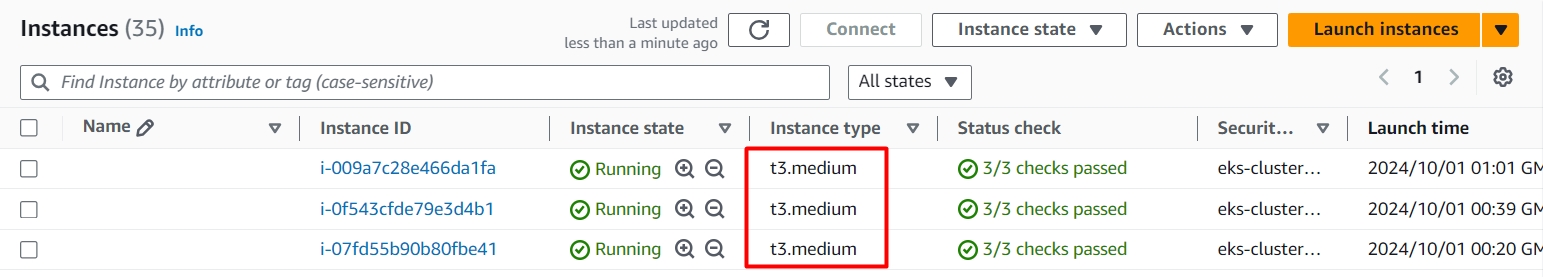 Instances (35) Info Last updated less than a minute ago Connect Instance state Actions Launch instances
Find Instance by attribute or tag (case-sensitive) All states 1
Name Instance ID Instance state Instance type Status check Securit... Launch time
i-009a7c28e466da1fa Running t3.medium 3/3 checks passed eks-cluster... 2024/10/01 01:01 GM
i-0f543cfde79e3d4b1 Running t3.medium 3/3 checks passed eks-cluster... 2024/10/01 00:39 GM
i-07fd55b90b80fbe41 Running t3.medium 3/3 checks passed eks-cluster... 2024/10/01 00:20 GM